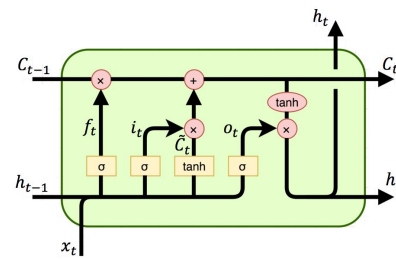 h_t
C_{t-1}
×
+
C_t
tanh
f_t
i_t
×
o_t
×
C̃_t
σ
σ
tanh
σ
h_{t-1}
h
x_t